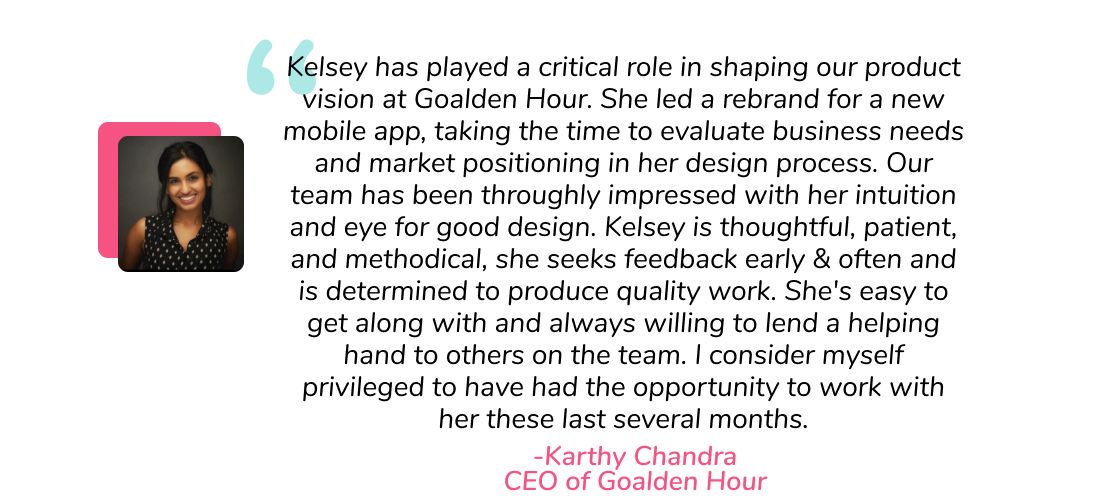 Kelsey has played a critical role in shaping our product
vision at Goalden Hour. She led a rebrand for a new
mobile app, taking the time to evaluate business needs
and market positioning in her design process. Our
team has been throughly impressed with her intuition
and eye for good design. Kelsey is thoughtful, patient,
and methodical, she seeks feedback early & often and
is determined to produce quality work. She's easy to
get along with and always willing to lend a helping
hand to others on the team. I consider myself
privileged to have had the opportunity to work with
her these last several months.
-Karthy Chandra
CEO of Goalden Hour